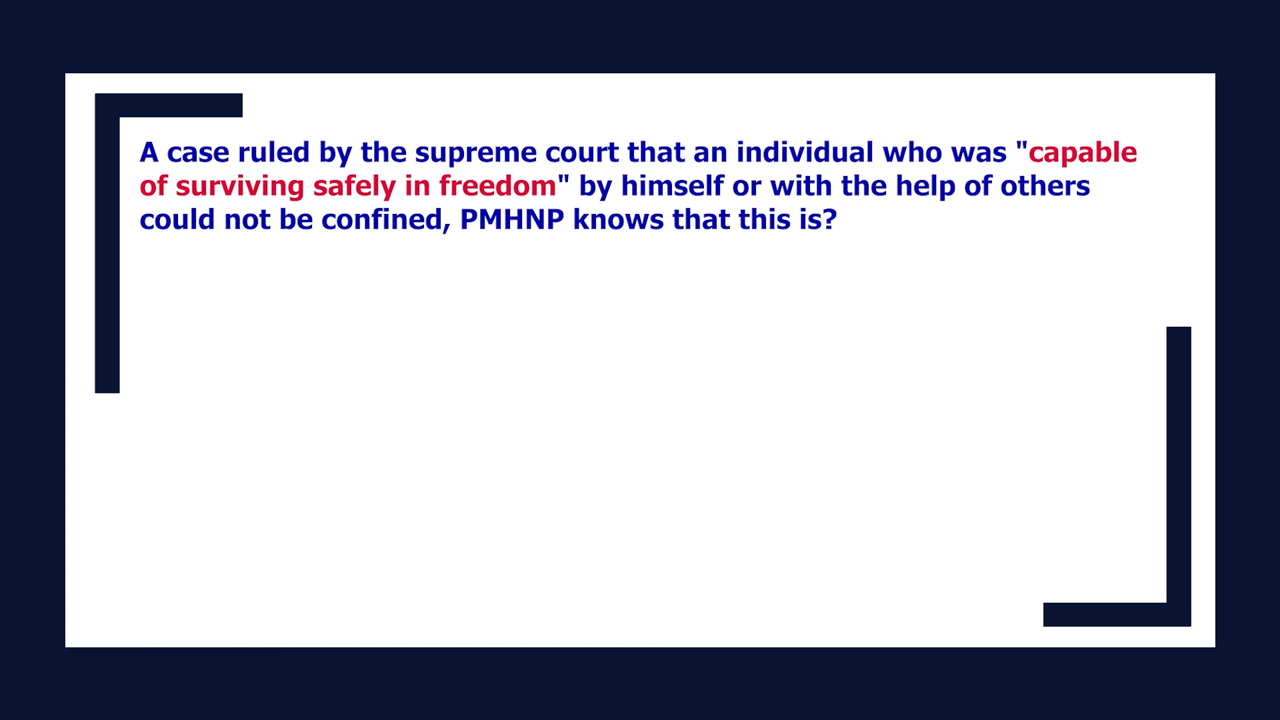 A case ruled by the supreme court that an individual who was "capable
of surviving safely in freedom" by himself or with the help of others
could not be confined, PMHNP knows that this is?